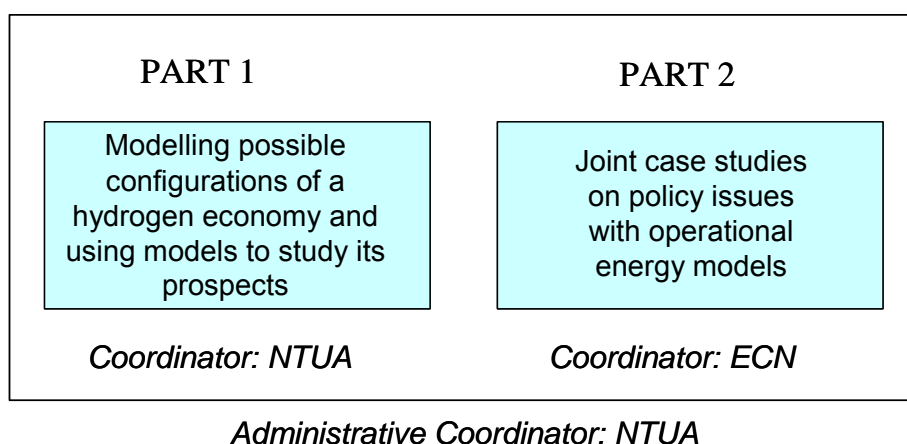 PART 1
Modelling possible
configurations of a
hydrogen economy and
using models to study its
prospects
Coordinator: NTUA
PART 2
Joint case studies
on policy issues
with operational
energy models
Coordinator: ECN
Administrative Coordinator: NTUA